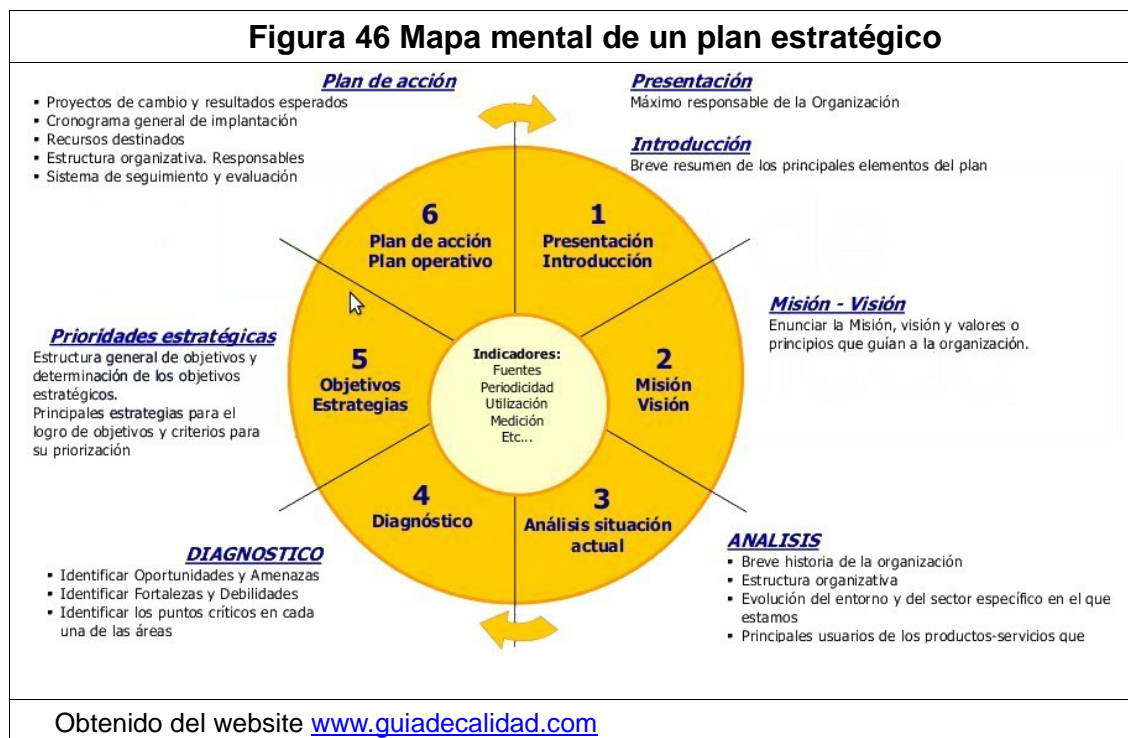 Figura 46 Mapa mental de un plan estratégico
Plan de acción
▪ Proyectos de cambio y resultados esperados
▪ Cronograma general de implantación
▪ Recursos destinados
▪ Estructura organizativa. Responsables
▪ Sistema de seguimiento y evaluación
Presentación
Máximo responsable de la Organización
Introducción
Breve resumen de los principales elementos del plan
6
Plan de acción
Plan operativo
1
Presentación
Introducción
Misión - Visión
Enunciar la Misión, visión y valores o
principios que guían a la organización.
Prioridades estratégicas
Estructura general de objetivos y
determinación de los objetivos
estratégicos.
Principales estrategias para el
logro de objetivos y criterios para
su priorización
5
Objetivos
Estrategias
Indicadores:
Fuentes
Periodicidad
Utilización
Medición
Etc...
2
Misión
Visión
4
Diagnóstico
3
Análisis situación
actual
DIAGNOSTICO
▪ Identificar Oportunidades y Amenazas
▪ Identificar Fortalezas y Debilidades
▪ Identificar los puntos críticos en cada
una de las áreas
ANALISIS
▪ Breve historia de la organización
▪ Estructura organizativa
▪ Evolución del entorno y del sector específico en el que
estamos
▪ Principales usuarios de los productos-servicios que
Obtenido del website www.guiadecalidad.com